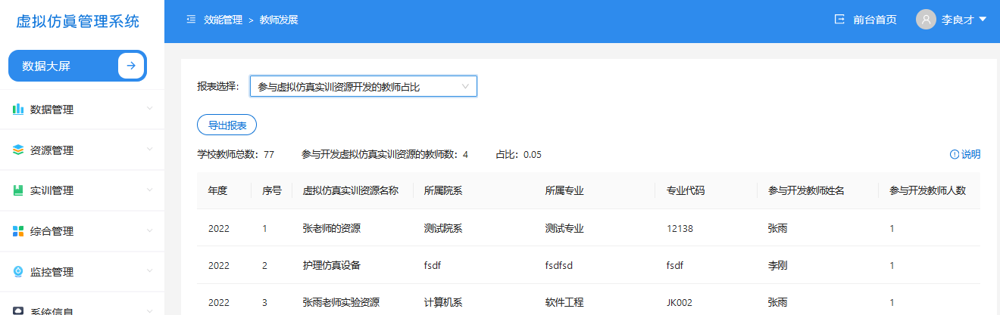 虚拟仿真管理系统
效能管理 > 教师发展
前台首页
李良才
数据大屏
数据管理
资源管理
实训管理
综合管理
监控管理
系统信息
报表选择： 参与虚拟仿真实训资源开发的教师占比
导出报表
学校教师总数：77 参与开发虚拟仿真实训资源的教师数：4 占比：0.05 说明
年度 序号 虚拟仿真实训资源名称 所属院系 所属专业 专业代码 参与开发教师姓名 参与开发教师人数
2022 1 张老师的资源 测试院系 测试专业 12138 张雨 1
2022 2 护理仿真设备 fsdf fsdfsd fsdf 李刚 1
2022 3 张雨老师实验资源 计算机系 软件工程 JK002 张雨 1